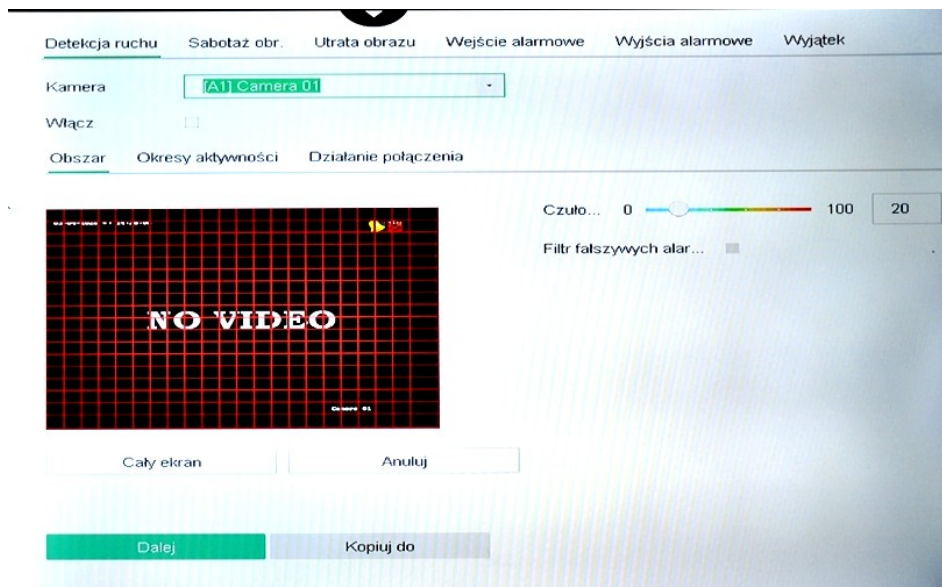 Detekcja ruchu Sabotaż obr. Utrata obrazu Wejście alarmowe Wyjścia alarmowe Wyjątek
Kamera [A1] Camera 01
Włącz
Obszar Okresy aktywności Działanie połączenia
Czuło... 0 100 20
Filtr fałszywych alar...
NO VIDEO
Camera 01
Cały ekran Anuluj
Dalej Kopiuj do